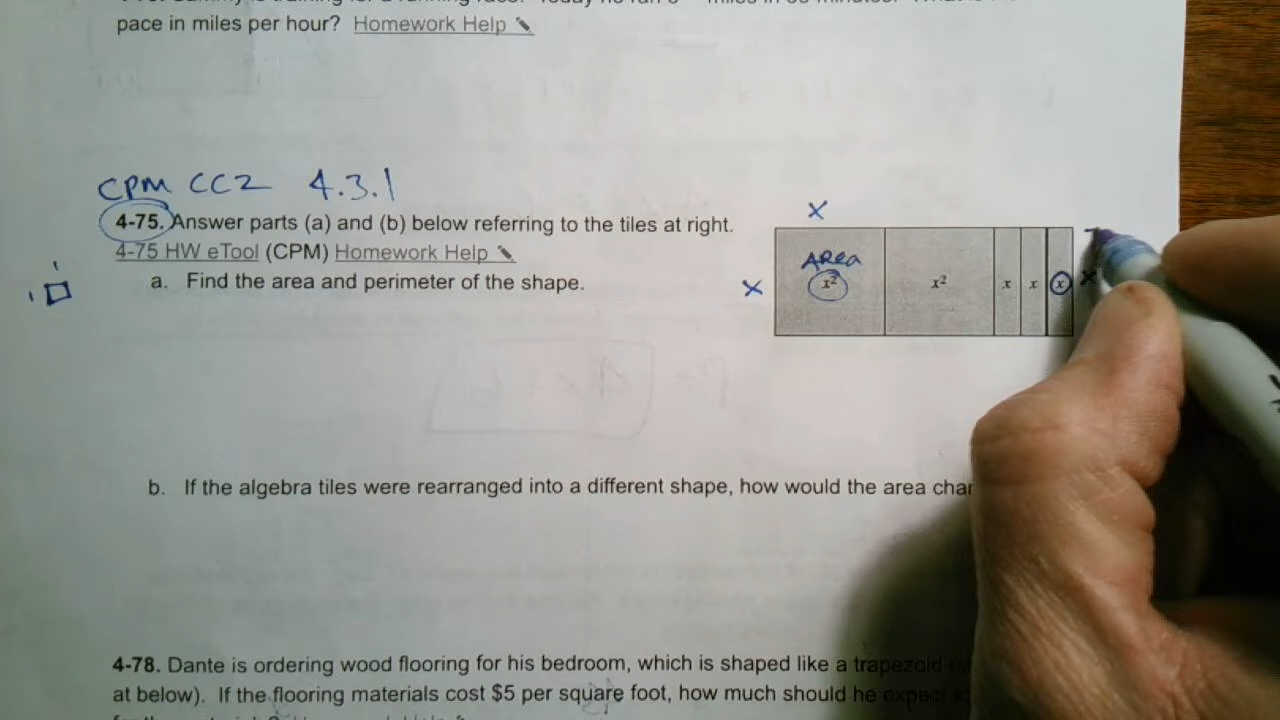 pace in miles per hour? Homework Help
CPM CC2 4.3.1
4-75. Answer parts (a) and (b) below referring to the tiles at right.
4-75 HW eTool (CPM) Homework Help
a. Find the area and perimeter of the shape.
1
1
x
x
AREA
x²
x²
x
x
x
x
b. If the algebra tiles were rearranged into a different shape, how would the area
4-78. Dante is ordering wood flooring for his bedroom, which is shaped like a trapezoid
at below). If the flooring materials cost $5 per square foot, how much should he expect